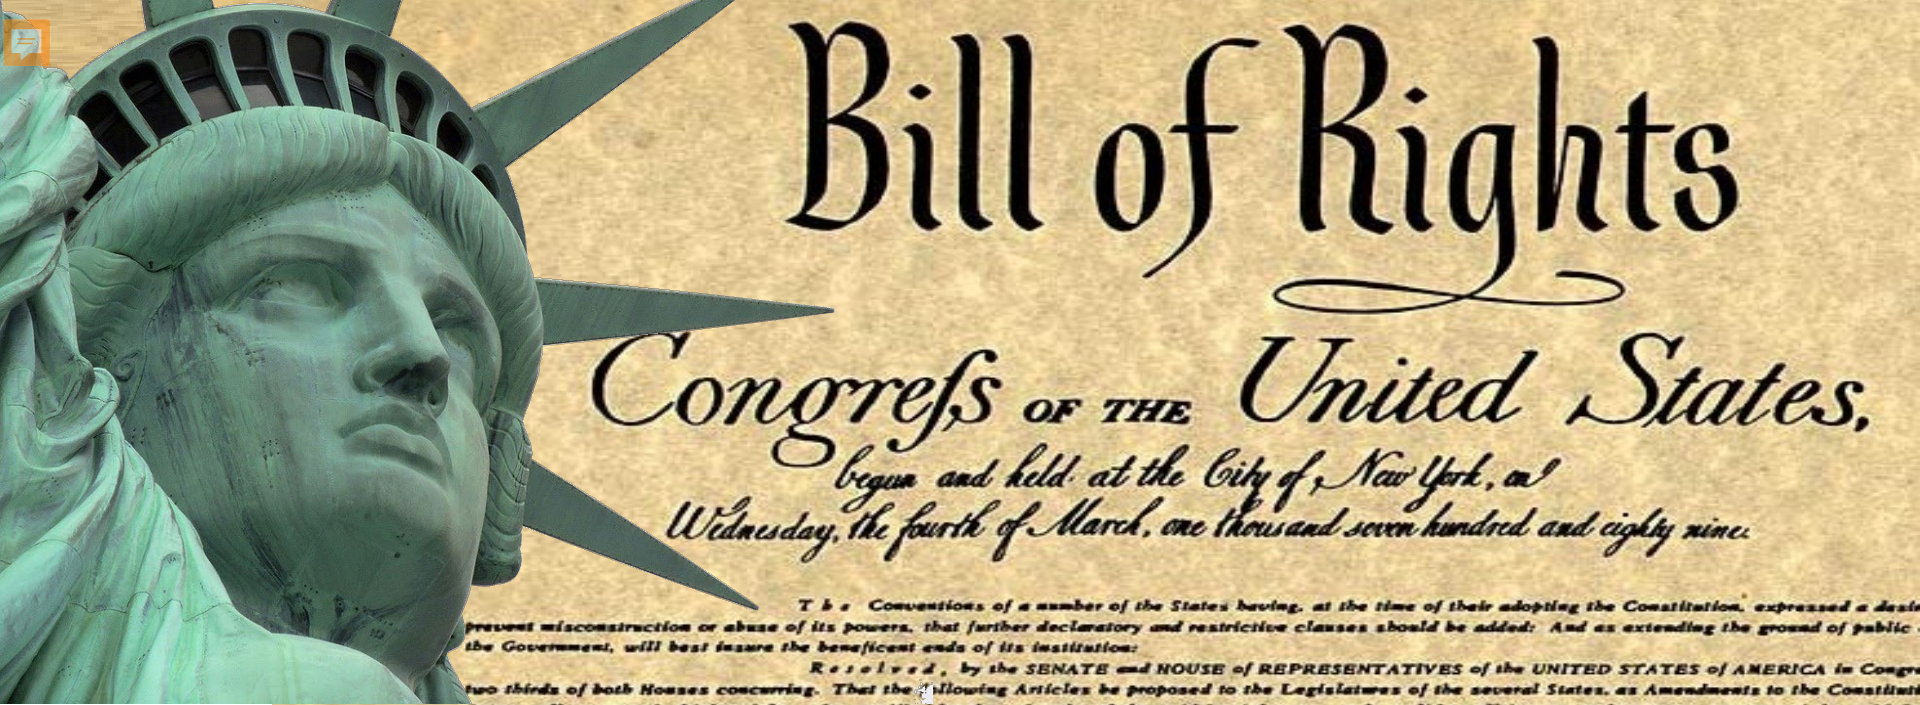 Bill of Rights
Congreſs OF THE United States,
begun and held at the City of New York, on
Wednesday, the fourth of March, one thousand seven hundred and eighty nine.
The Conventions of a number of the States having, at the time of their adopting the Constitution, expressed a desire
prevent misconstruction or abuse of its powers, that further declaratory and restrictive clauses should be added: And as extending the ground of public
the Government, will best insure the beneficent ends of its institution:
Resolved, by the SENATE and HOUSE of REPRESENTATIVES of the UNITED STATES of AMERICA in
two thirds of both Houses concurring. That the following Articles be proposed to the Legislatures of the several States, as Amendments to the